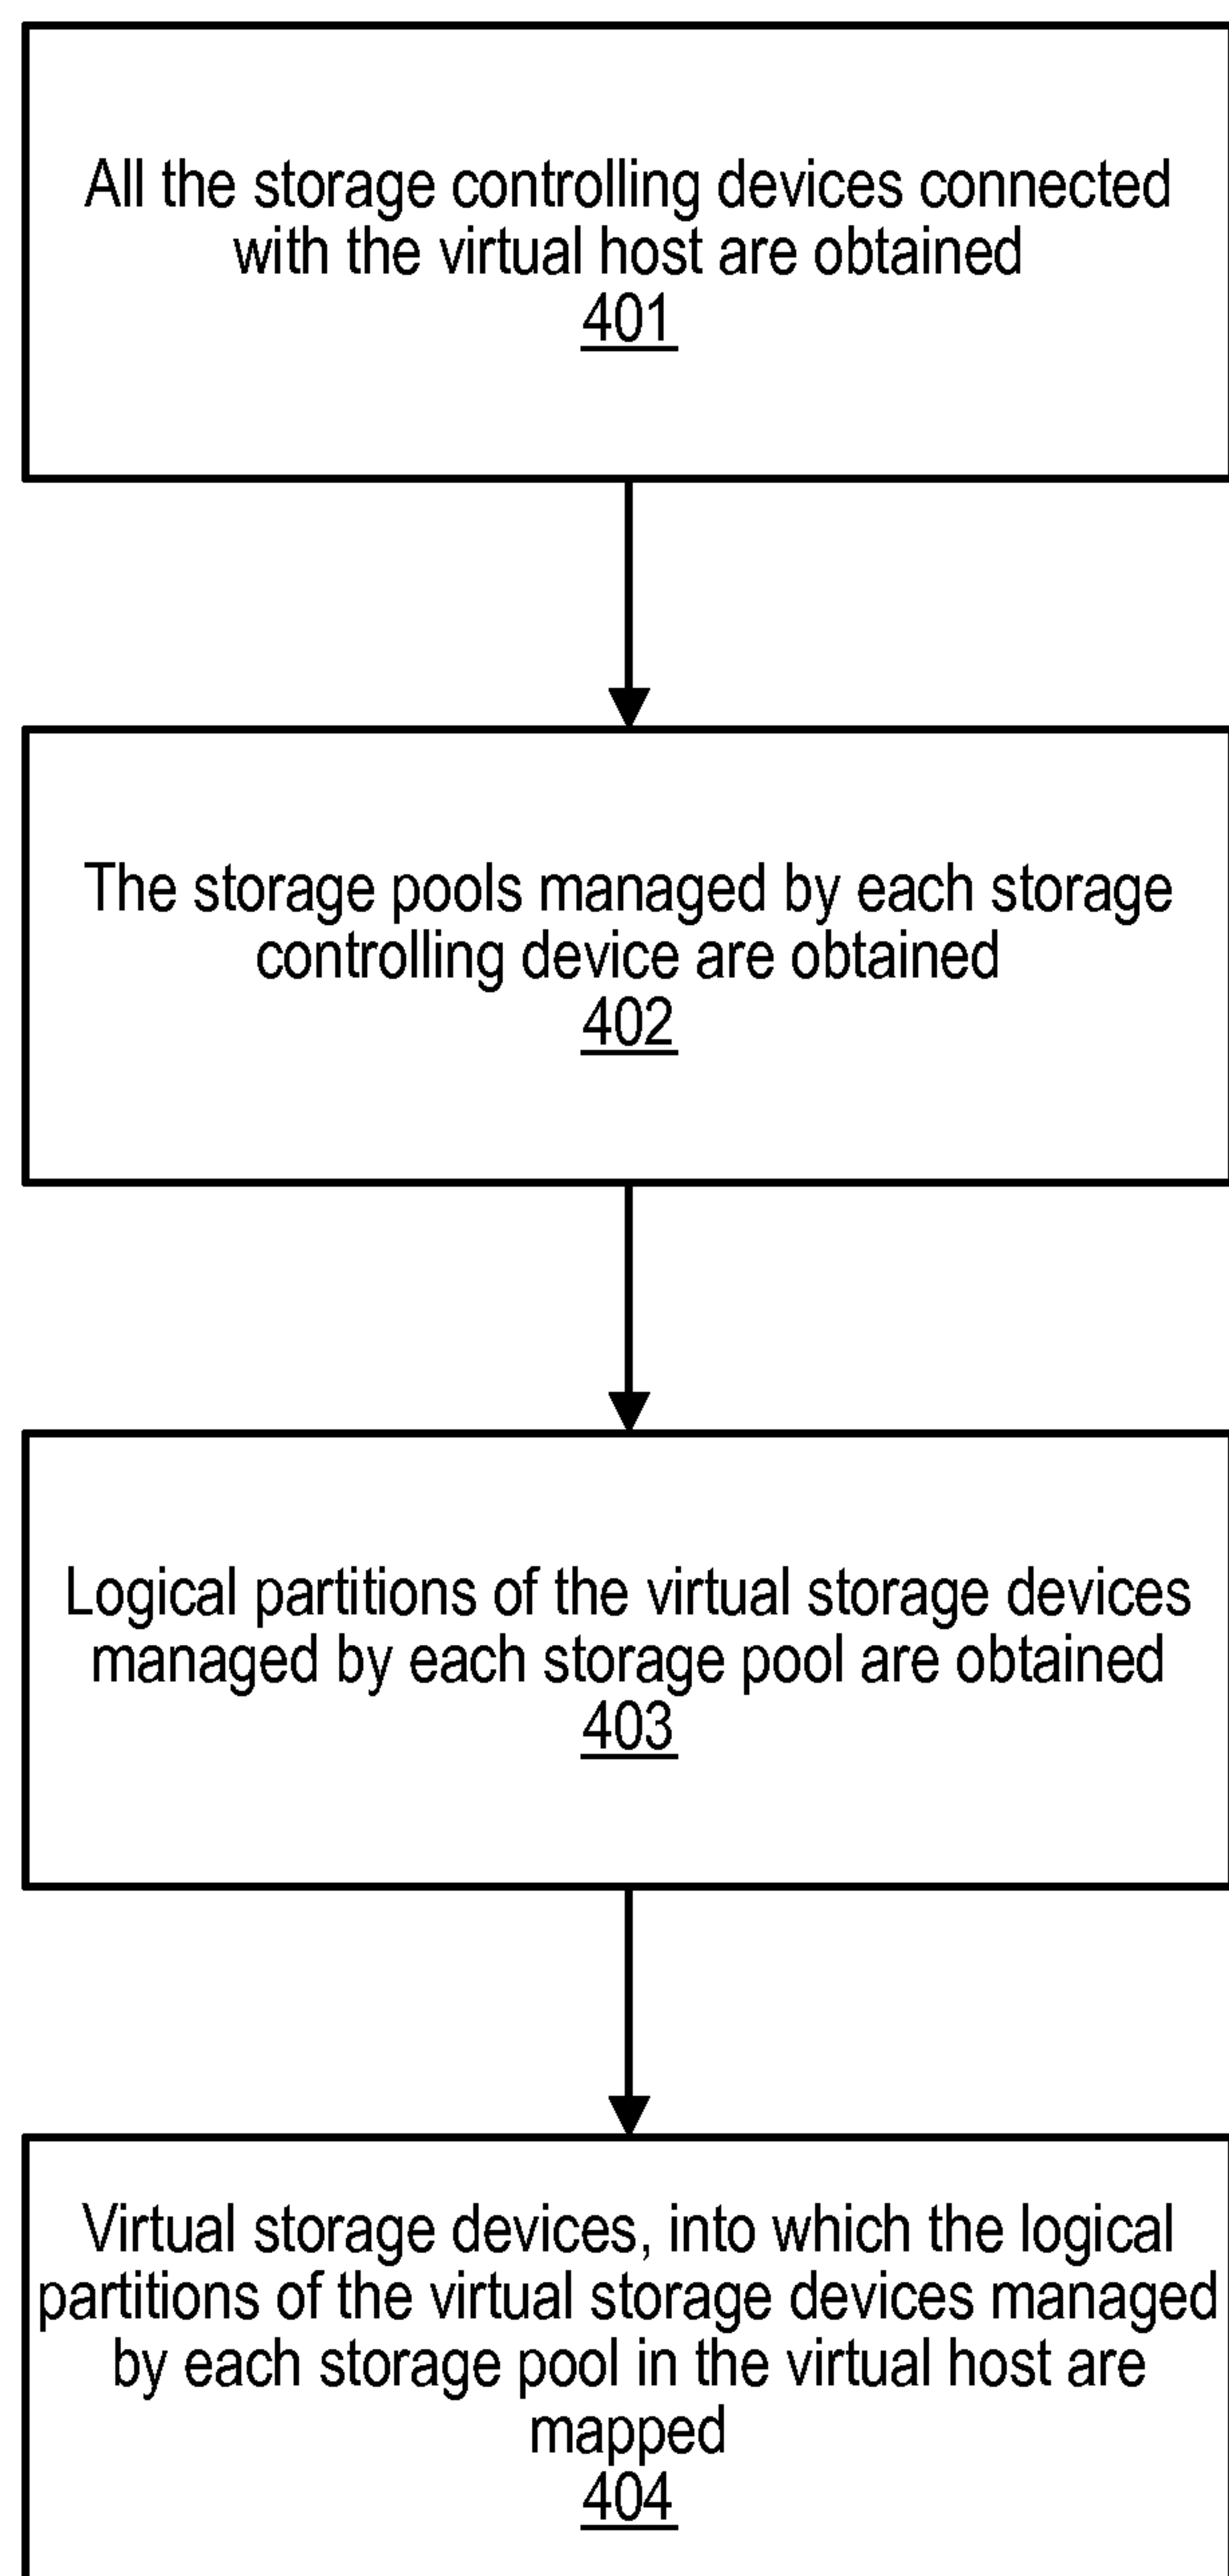 All the storage controlling devices connected
with the virtual host are obtained
401
The storage pools managed by each storage
controlling device are obtained
402
Logical partitions of the virtual storage devices
managed by each storage pool are obtained
403
Virtual storage devices, into which the logical
partitions of the virtual storage devices managed
by each storage pool in the virtual host are
mapped
404